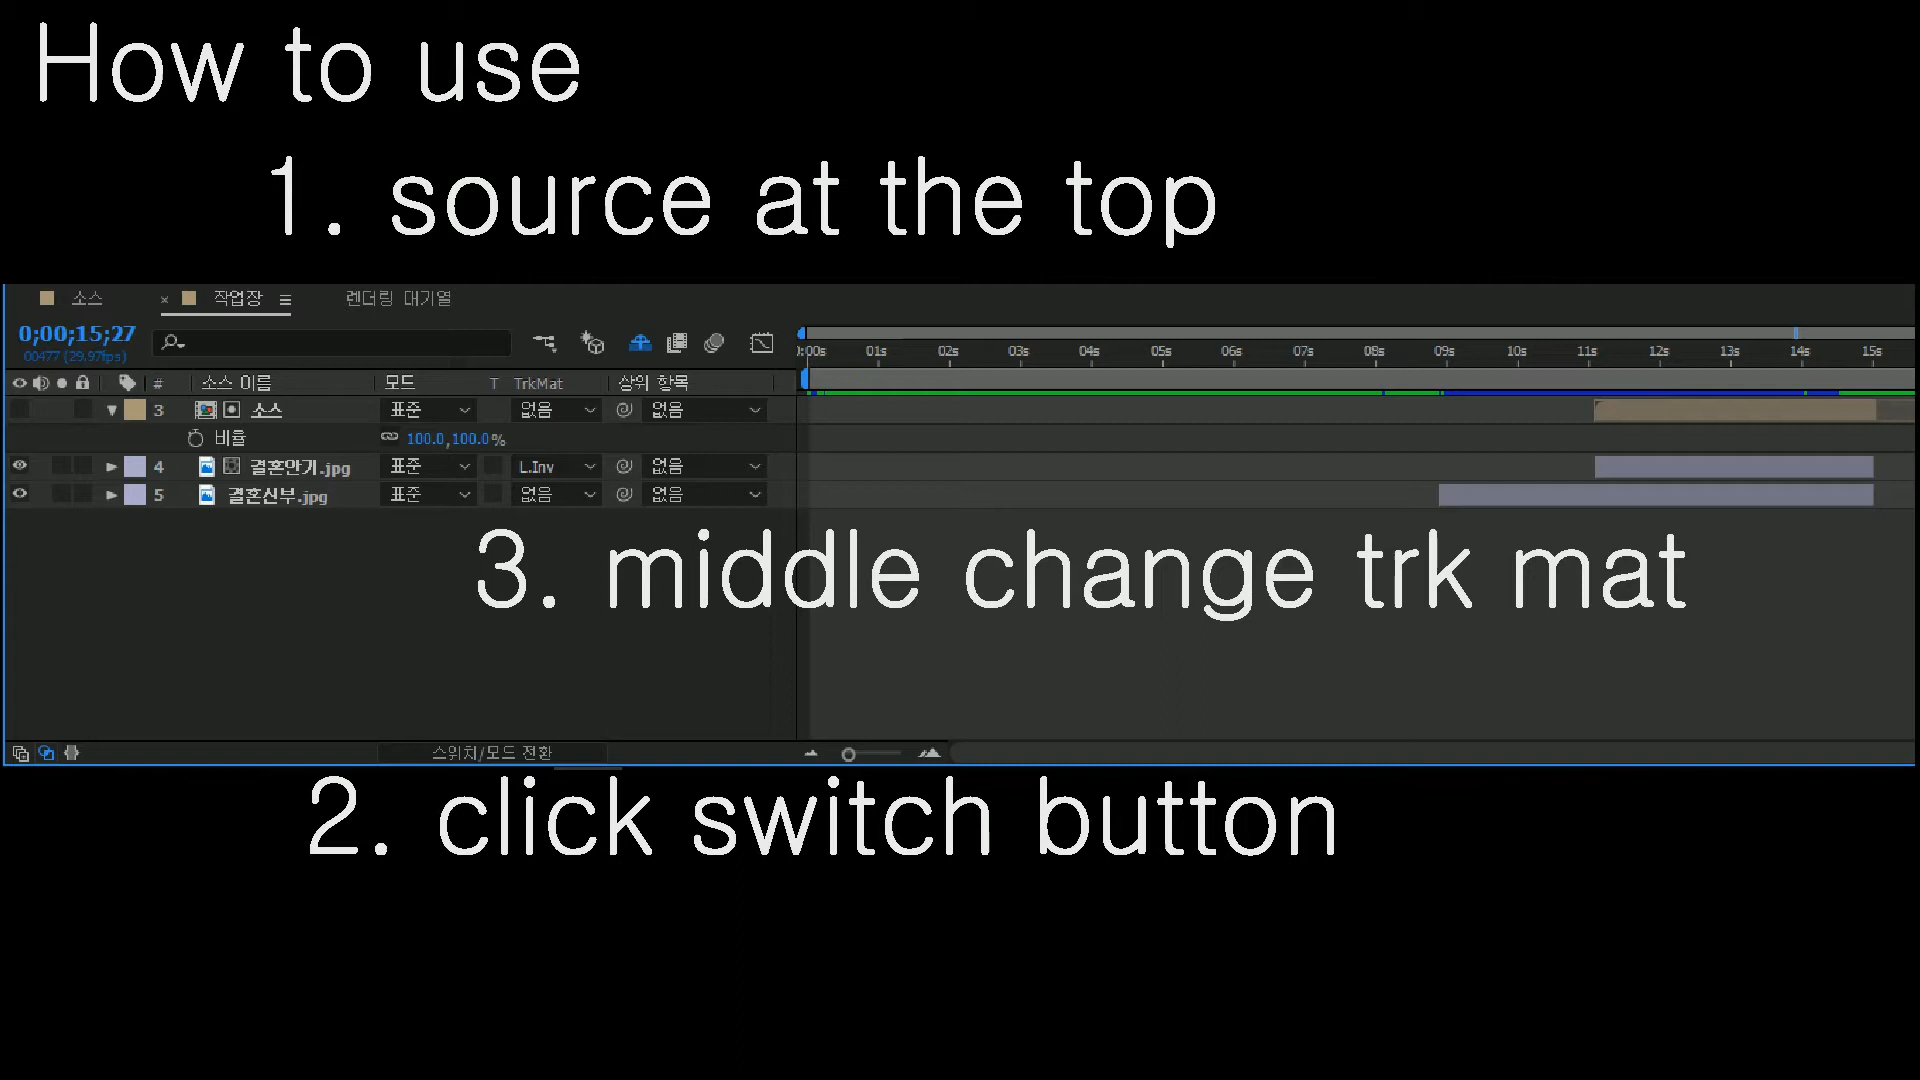 How to use
1. source at the top
소스 × 작업장 렌더링 대기열
0;00;15;27
00477 (29.97fps)
0:00s 01s 02s 03s 04s 05s 06s 07s 08s 09s 10s 11s 12s 13s 14s 15s
# 소스 이름 모드 T TrkMat 상위 항목
3 소스 표준 없음 없음
비율 100.0,100.0%
4 결혼안기.jpg 표준 L.Inv 없음
5 결혼신부.jpg 표준 없음 없음
3. middle change trk mat
스위치/모드 전환
2. click switch button